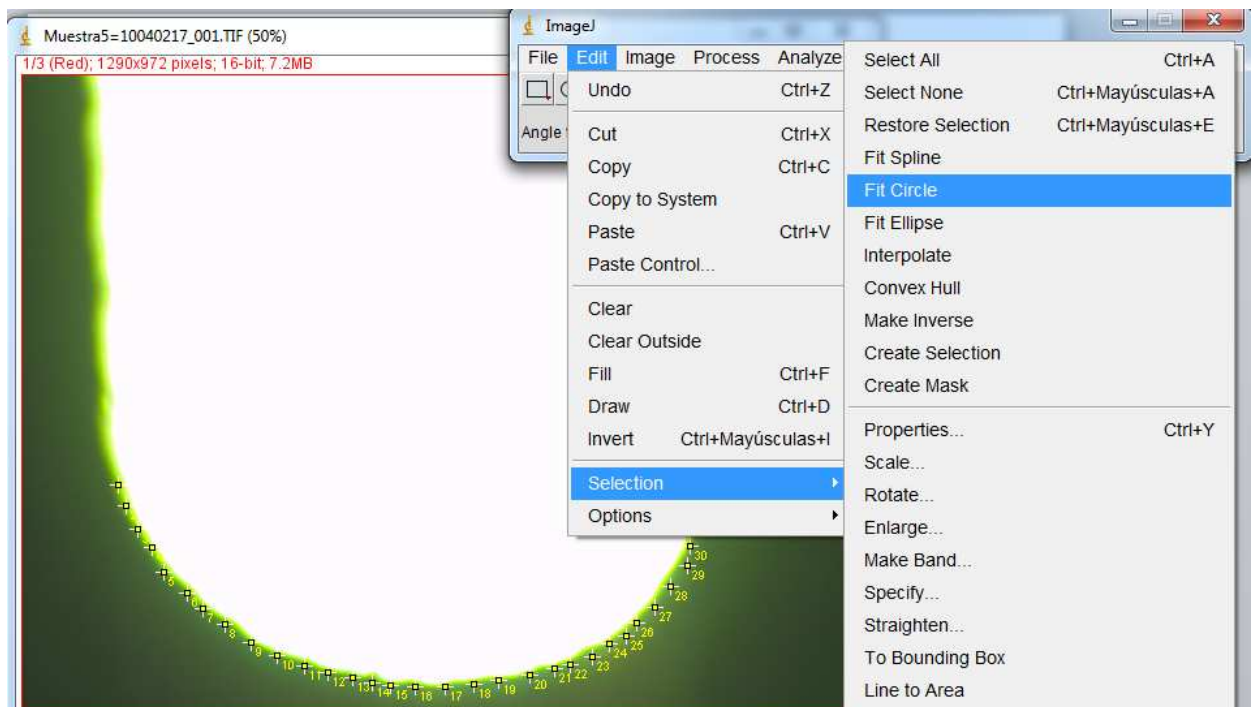 Muestra5=10040217_001.TIF (50%)
1/3 (Red); 1290x972 pixels; 16-bit; 7.2MB
ImageJ
File Edit Image Process Analyze
Angle
Undo Ctrl+Z
Cut Ctrl+X
Copy Ctrl+C
Copy to System
Paste Ctrl+V
Paste Control...
Clear
Clear Outside
Fill Ctrl+F
Draw Ctrl+D
Invert Ctrl+Mayúsculas+I
Selection
Options
Select All Ctrl+A
Select None Ctrl+Mayúsculas+A
Restore Selection Ctrl+Mayúsculas+E
Fit Spline
Fit Circle
Fit Ellipse
Interpolate
Convex Hull
Make Inverse
Create Selection
Create Mask
Properties... Ctrl+Y
Scale...
Rotate...
Enlarge...
Make Band...
Specify...
Straighten...
To Bounding Box
Line to Area
5 6 7 8 9 10 11 12 13 14 15 16 17 18 19 20 21 22 23 24 25 26 27 28 29 30